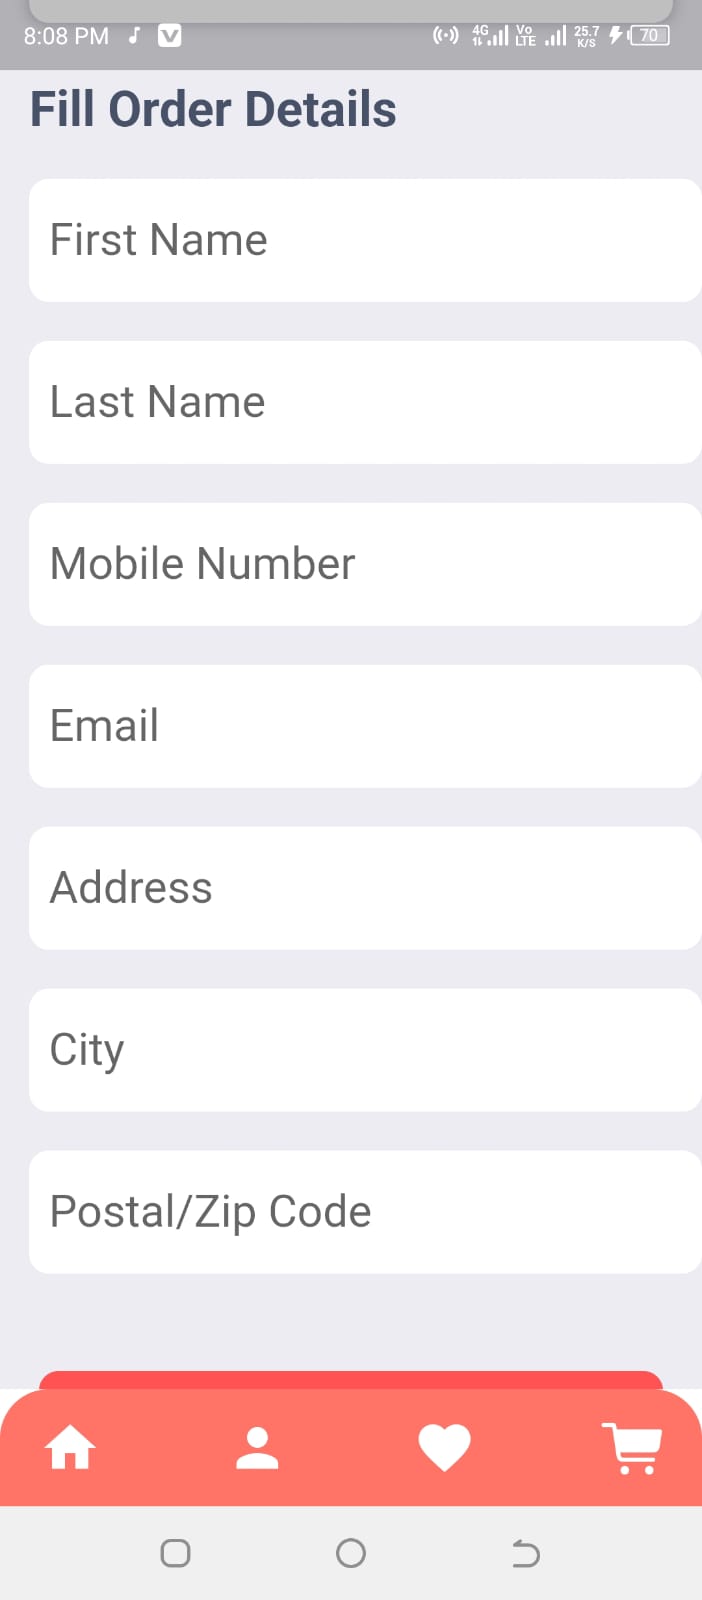 8:08 PM 4G Vo LTE 25.7 K/S 70
Fill Order Details
First Name
Last Name
Mobile Number
Email
Address
City
Postal/Zip Code